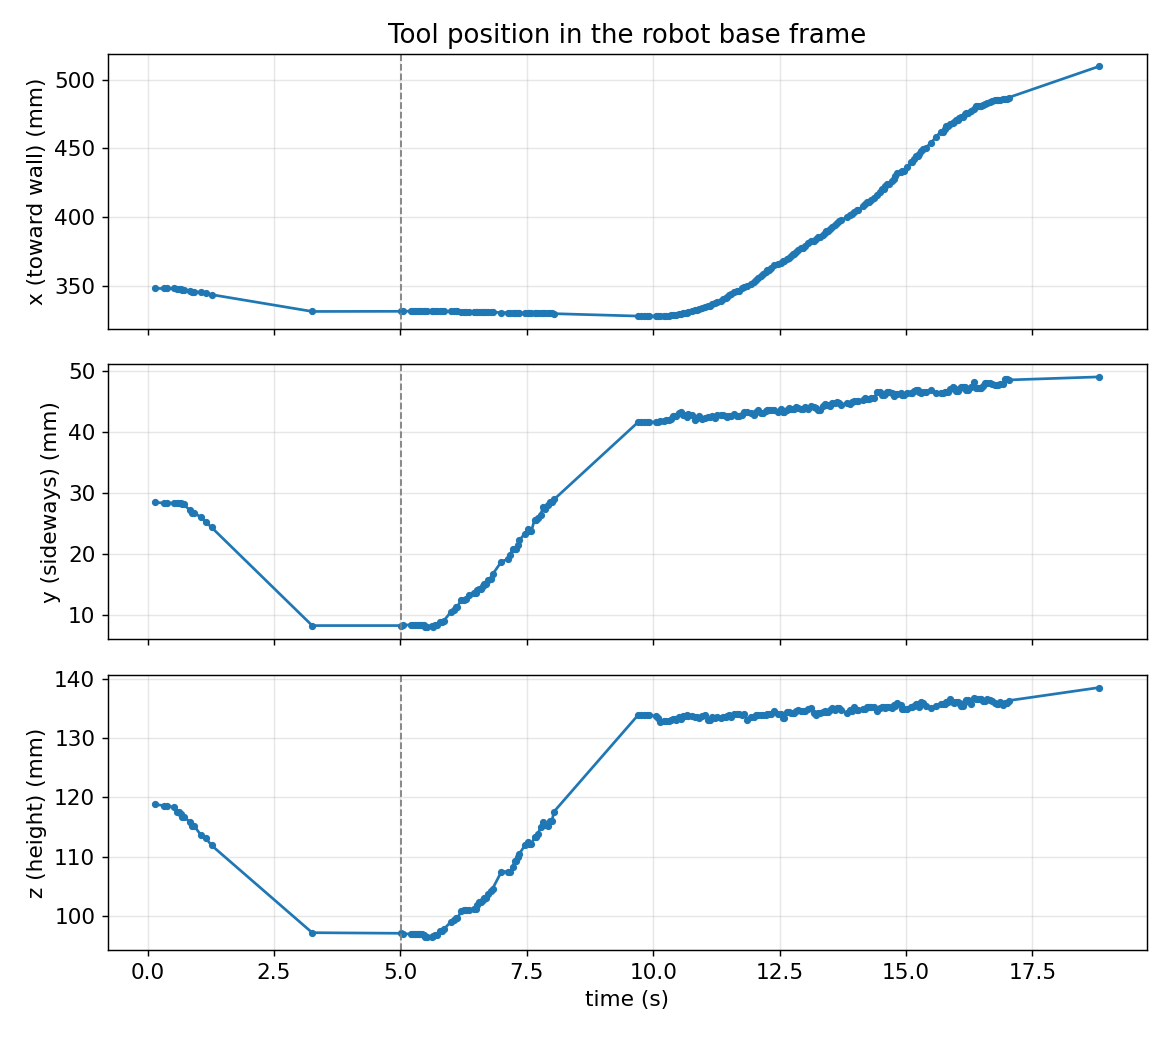 Tool position in the robot base frame
x (toward wall) (mm)
500
450
400
350
y (sideways) (mm)
50
40
30
20
10
z (height) (mm)
140
130
120
110
100
0.0 2.5 5.0 7.5 10.0 12.5 15.0 17.5
time (s)